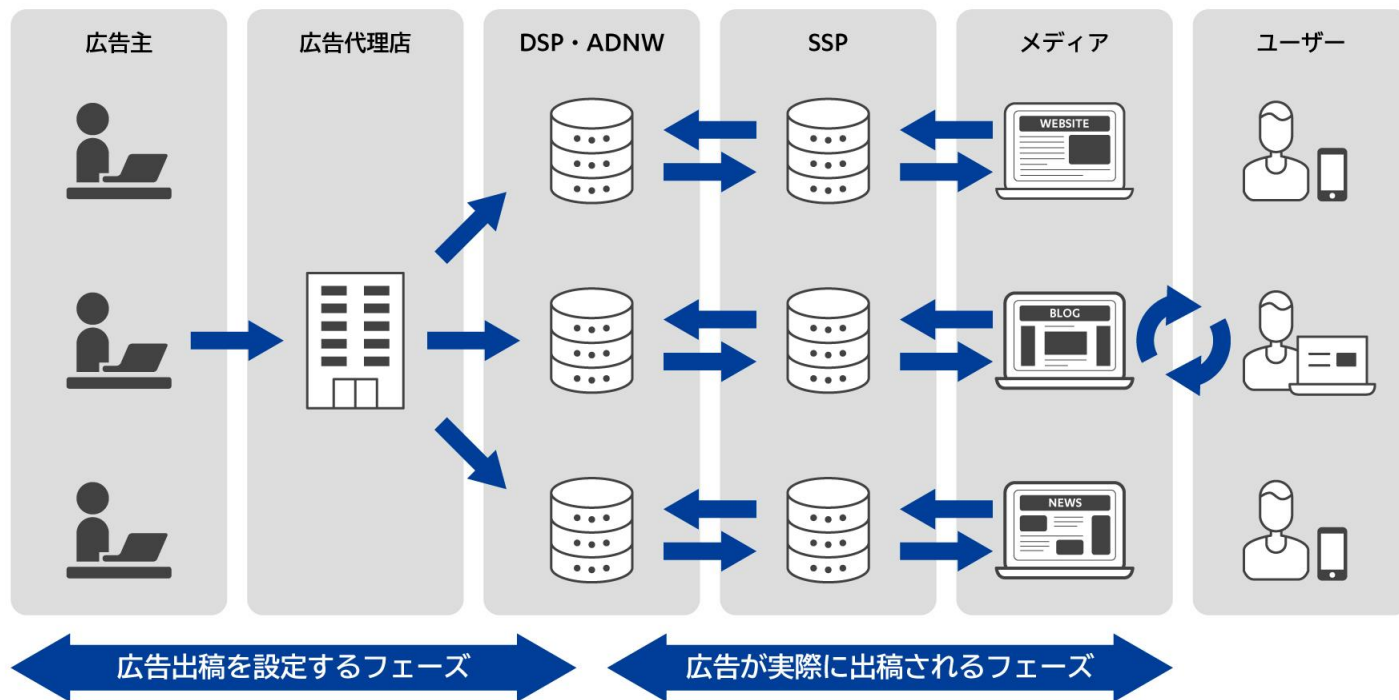 広告主
広告代理店
DSP・ADNW
SSP
メディア
ユーザー
WEBSITE
BLOG
NEWS
広告出稿を設定するフェーズ
広告が実際に出稿されるフェーズ